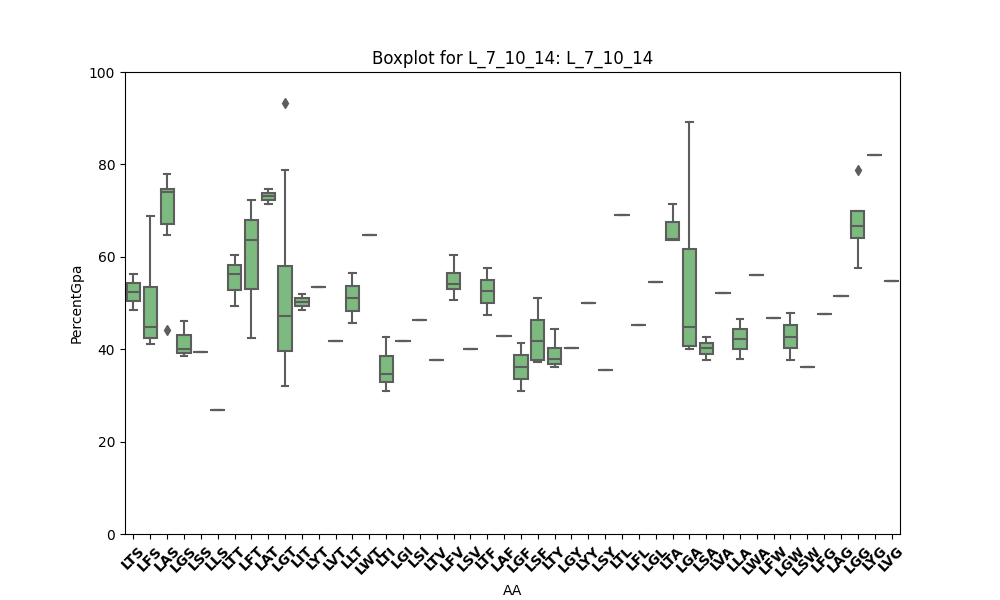 Boxplot for L_7_10_14: L_7_10_14
PercentGpa
100
80
60
40
20
0
LTS LFS LAS LGS LSS LLS LTT LFT LAT LGT LIT LYT LVT LLT LWT LTI LGI LSI LTV LFV LSV LTF LAF LGF LSF LTY LGY LYY LSY LTL LFL LGL LTA LGA LSA LVA LLA LWA LFW LGW LSW LFG LAG LGG LYG LVG
AA